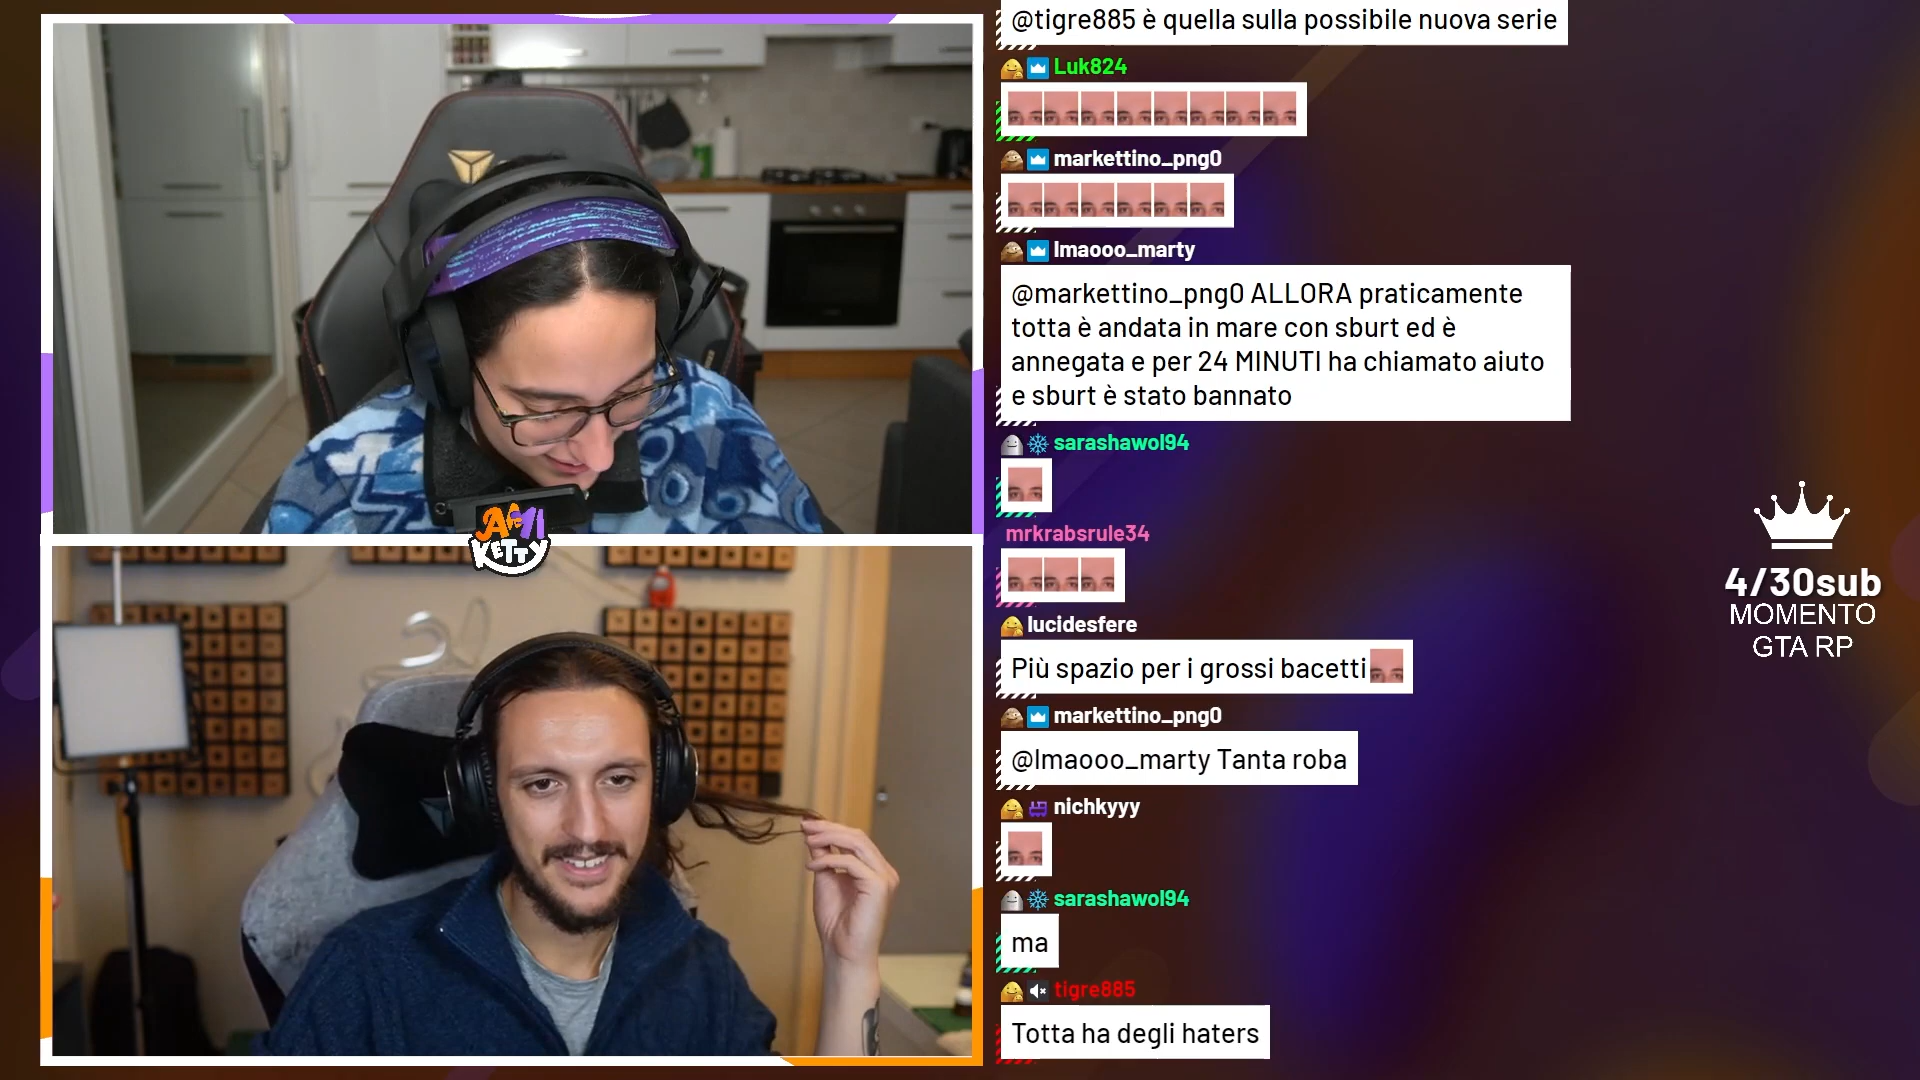 @tigre885 è quella sulla possibile nuova serie
Luk824
markettino_png0
lmaooo_marty
@markettino_png0 ALLORA praticamente
totta è andata in mare con sburt ed è
annegata e per 24 MINUTI ha chiamato aiuto
e sburt è stato bannato
sarashawol94
mrkrabsrule34
lucidesfere
Più spazio per i grossi bacetti
markettino_png0
@lmaooo_marty Tanta roba
nichkyyy
sarashawol94
ma
tigre885
Totta ha degli haters
4/30sub
MOMENTO
GTA RP
AMI
KETTY